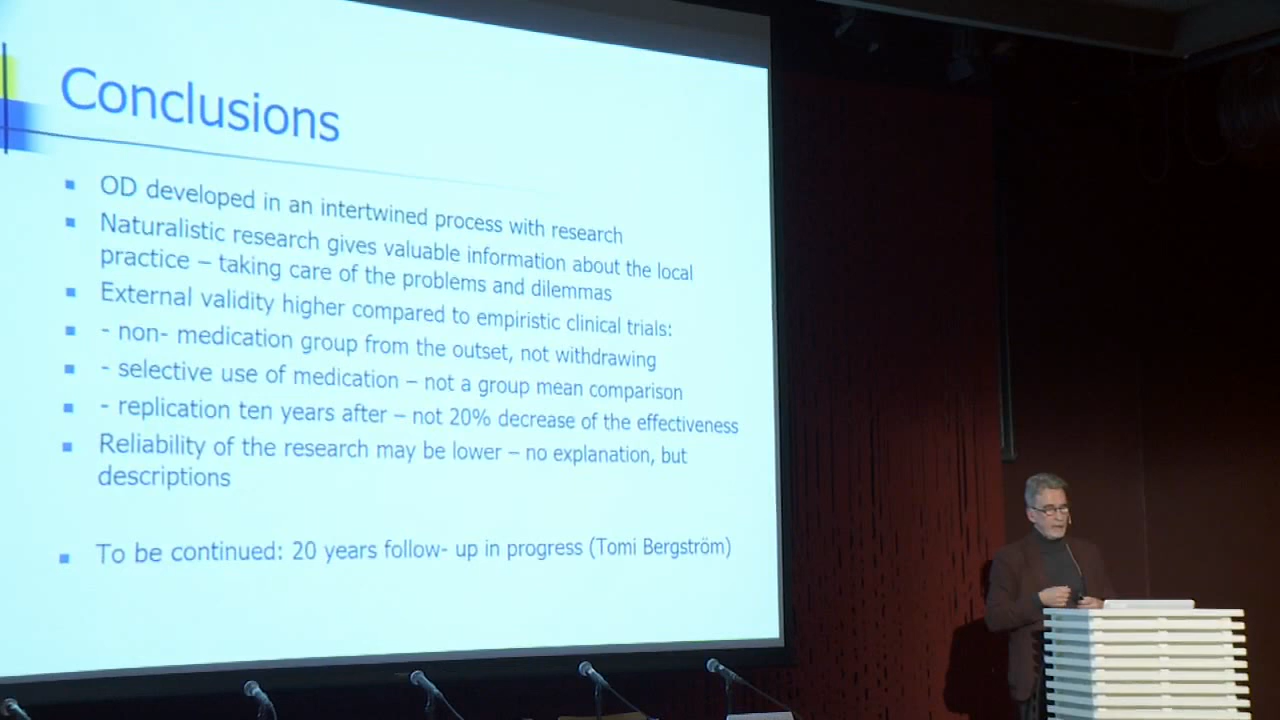 Conclusions
OD developed in an intertwined process with research
Naturalistic research gives valuable information about the local
practice – taking care of the problems and dilemmas
External validity higher compared to empiristic clinical trials:
- non- medication group from the outset, not withdrawing
- selective use of medication – not a group mean comparison
- replication ten years after – not 20% decrease of the effectiveness
Reliability of the research may be lower – no explanation, but
descriptions
To be continued: 20 years follow- up in progress (Tomi Bergström)